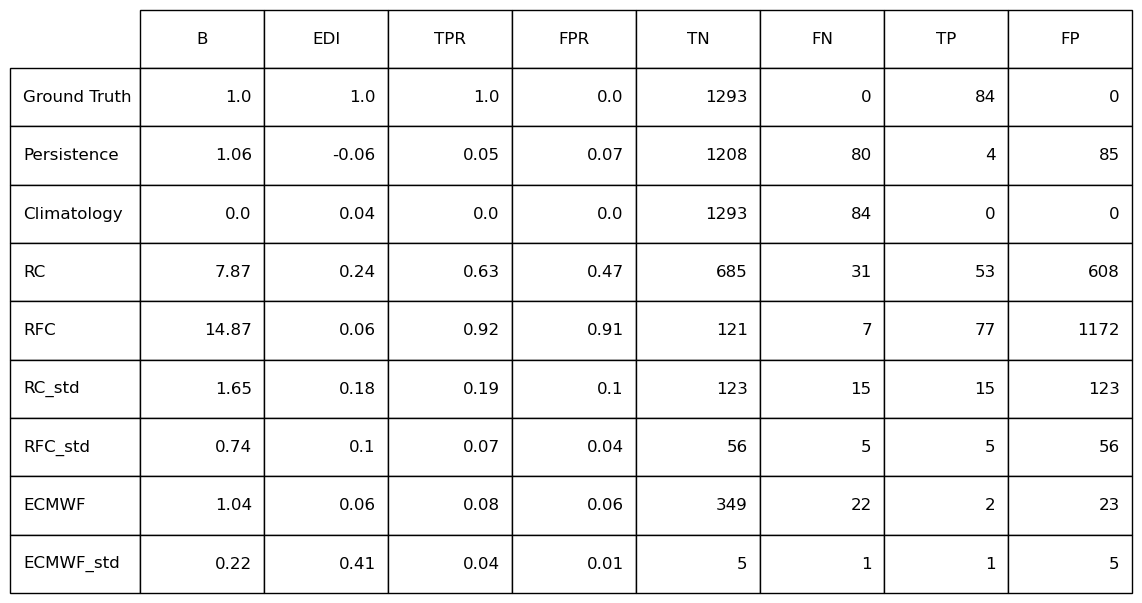 B EDI TPR FPR TN FN TP FP
Ground Truth 1.0 1.0 1.0 0.0 1293 0 84 0
Persistence 1.06 -0.06 0.05 0.07 1208 80 4 85
Climatology 0.0 0.04 0.0 0.0 1293 84 0 0
RC 7.87 0.24 0.63 0.47 685 31 53 608
RFC 14.87 0.06 0.92 0.91 121 7 77 1172
RC_std 1.65 0.18 0.19 0.1 123 15 15 123
RFC_std 0.74 0.1 0.07 0.04 56 5 5 56
ECMWF 1.04 0.06 0.08 0.06 349 22 2 23
ECMWF_std 0.22 0.41 0.04 0.01 5 1 1 5